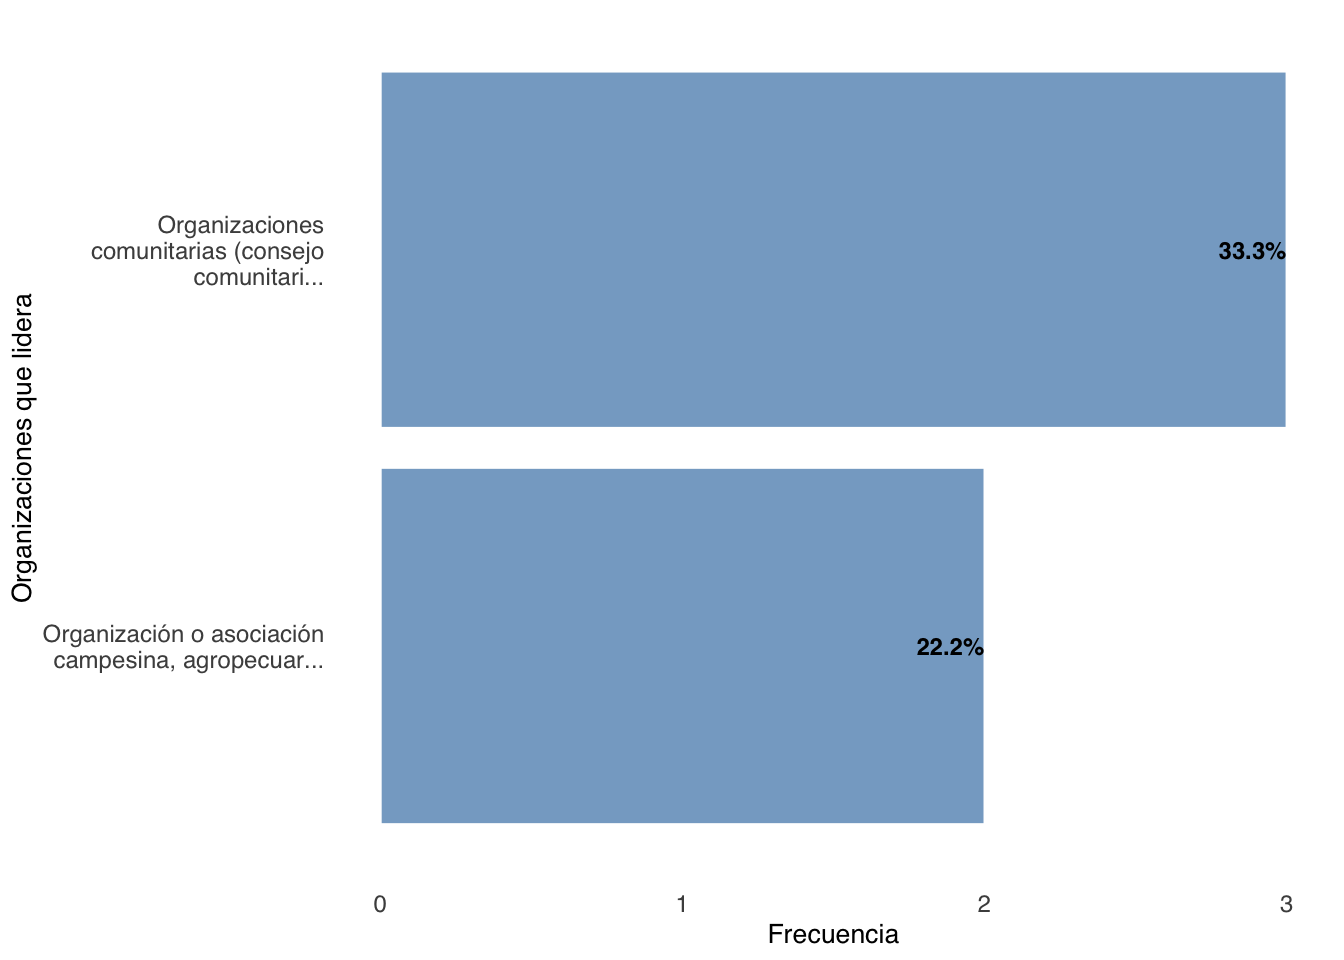 Organizaciones
comunitarias (consejo
comunitari...
33.3%
Organizaciones que lidera
Organización o asociación
campesina, agropecuar...
22.2%
0 1 2 3
Frecuencia